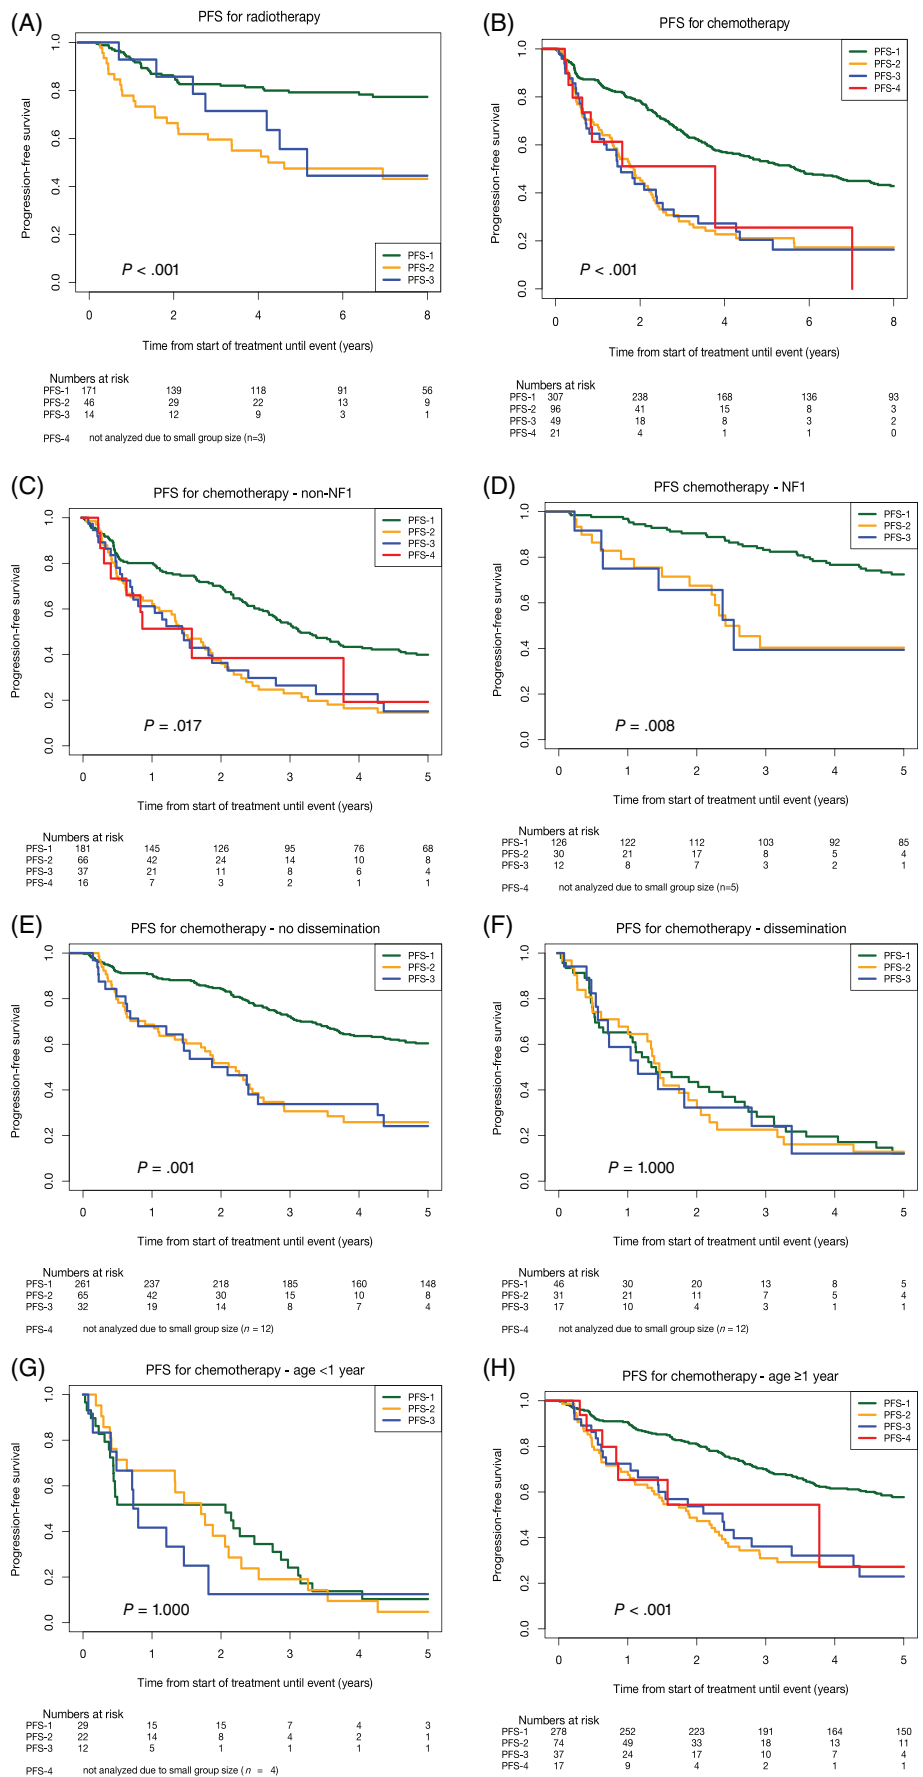 (A)
PFS for radiotherapy
Progression-free survival
1.0
0.8
0.6
0.4
0.2
0.0
P < .001
PFS-1
PFS-2
PFS-3
0 2 4 6 8
Time from start of treatment until event (years)
Numbers at risk
PFS-1 171 139 118 91 56
PFS-2 46 29 22 13 9
PFS-3 14 12 9 3 1
PFS-4 not analyzed due to small group size (n=3)
(B)
PFS for chemotherapy
Progression-free survival
1.0
0.8
0.6
0.4
0.2
0.0
PFS-1
PFS-2
PFS-3
PFS-4
P < .001
0 2 4 6 8
Time from start of treatment until event (years)
Numbers at risk
PFS-1 307 238 168 136 93
PFS-2 96 41 15 8 3
PFS-3 49 18 8 3 2
PFS-4 21 4 1 1 0
(C)
PFS for chemotherapy - non-NF1
Progression-free survival
1.0
0.8
0.6
0.4
0.2
0.0
PFS-1
PFS-2
PFS-3
PFS-4
P = .017
0 1 2 3 4 5
Time from start of treatment until event (years)
Numbers at risk
PFS-1 181 145 126 95 76 68
PFS-2 66 42 24 14 10 8
PFS-3 37 21 11 8 6 4
PFS-4 16 7 3 2 1 1
(D)
PFS chemotherapy - NF1
Progression-free survival
1.0
0.8
0.6
0.4
0.2
0.0
PFS-1
PFS-2
PFS-3
P = .008
0 1 2 3 4 5
Time from start of treatment until event (years)
Numbers at risk
PFS-1 126 122 112 103 92 85
PFS-2 30 21 17 8 5 4
PFS-3 12 8 7 3 2 1
PFS-4 not analyzed due to small group size (n=5)
(E)
PFS for chemotherapy - no dissemination
Progression-free survival
1.0
0.8
0.6
0.4
0.2
0.0
PFS-1
PFS-2
PFS-3
P = .001
0 1 2 3 4 5
Time from start of treatment until event (years)
Numbers at risk
PFS-1 261 237 218 185 160 148
PFS-2 65 42 30 15 10 8
PFS-3 32 19 14 8 7 4
PFS-4 not analyzed due to small group size (n = 12)
(F)
PFS for chemotherapy - dissemination
Progression-free survival
1.0
0.8
0.6
0.4
0.2
0.0
PFS-1
PFS-2
PFS-3
P = 1.000
0 1 2 3 4 5
Time from start of treatment until event (years)
Numbers at risk
PFS-1 46 30 20 13 8 5
PFS-2 31 21 11 7 5 4
PFS-3 17 10 4 3 1 1
PFS-4 not analyzed due to small group size (n = 12)
(G)
PFS for chemotherapy - age <1 year
Progression-free survival
1.0
0.8
0.6
0.4
0.2
0.0
PFS-1
PFS-2
PFS-3
P = 1.000
0 1 2 3 4 5
Time from start of treatment until event (years)
Numbers at risk
PFS-1 29 15 15 7 4 3
PFS-2 22 14 8 4 2 1
PFS-3 12 5 1 1 1 1
PFS-4 not analyzed due to small group size (n = 4)
(H)
PFS for chemotherapy - age ≥1 year
Progression-free survival
1.0
0.8
0.6
0.4
0.2
0.0
PFS-1
PFS-2
PFS-3
PFS-4
P < .001
0 1 2 3 4 5
Time from start of treatment until event (years)
Numbers at risk
PFS-1 278 252 223 191 164 150
PFS-2 74 49 33 18 13 11
PFS-3 37 24 17 10 7 4
PFS-4 17 9 4 2 1 1